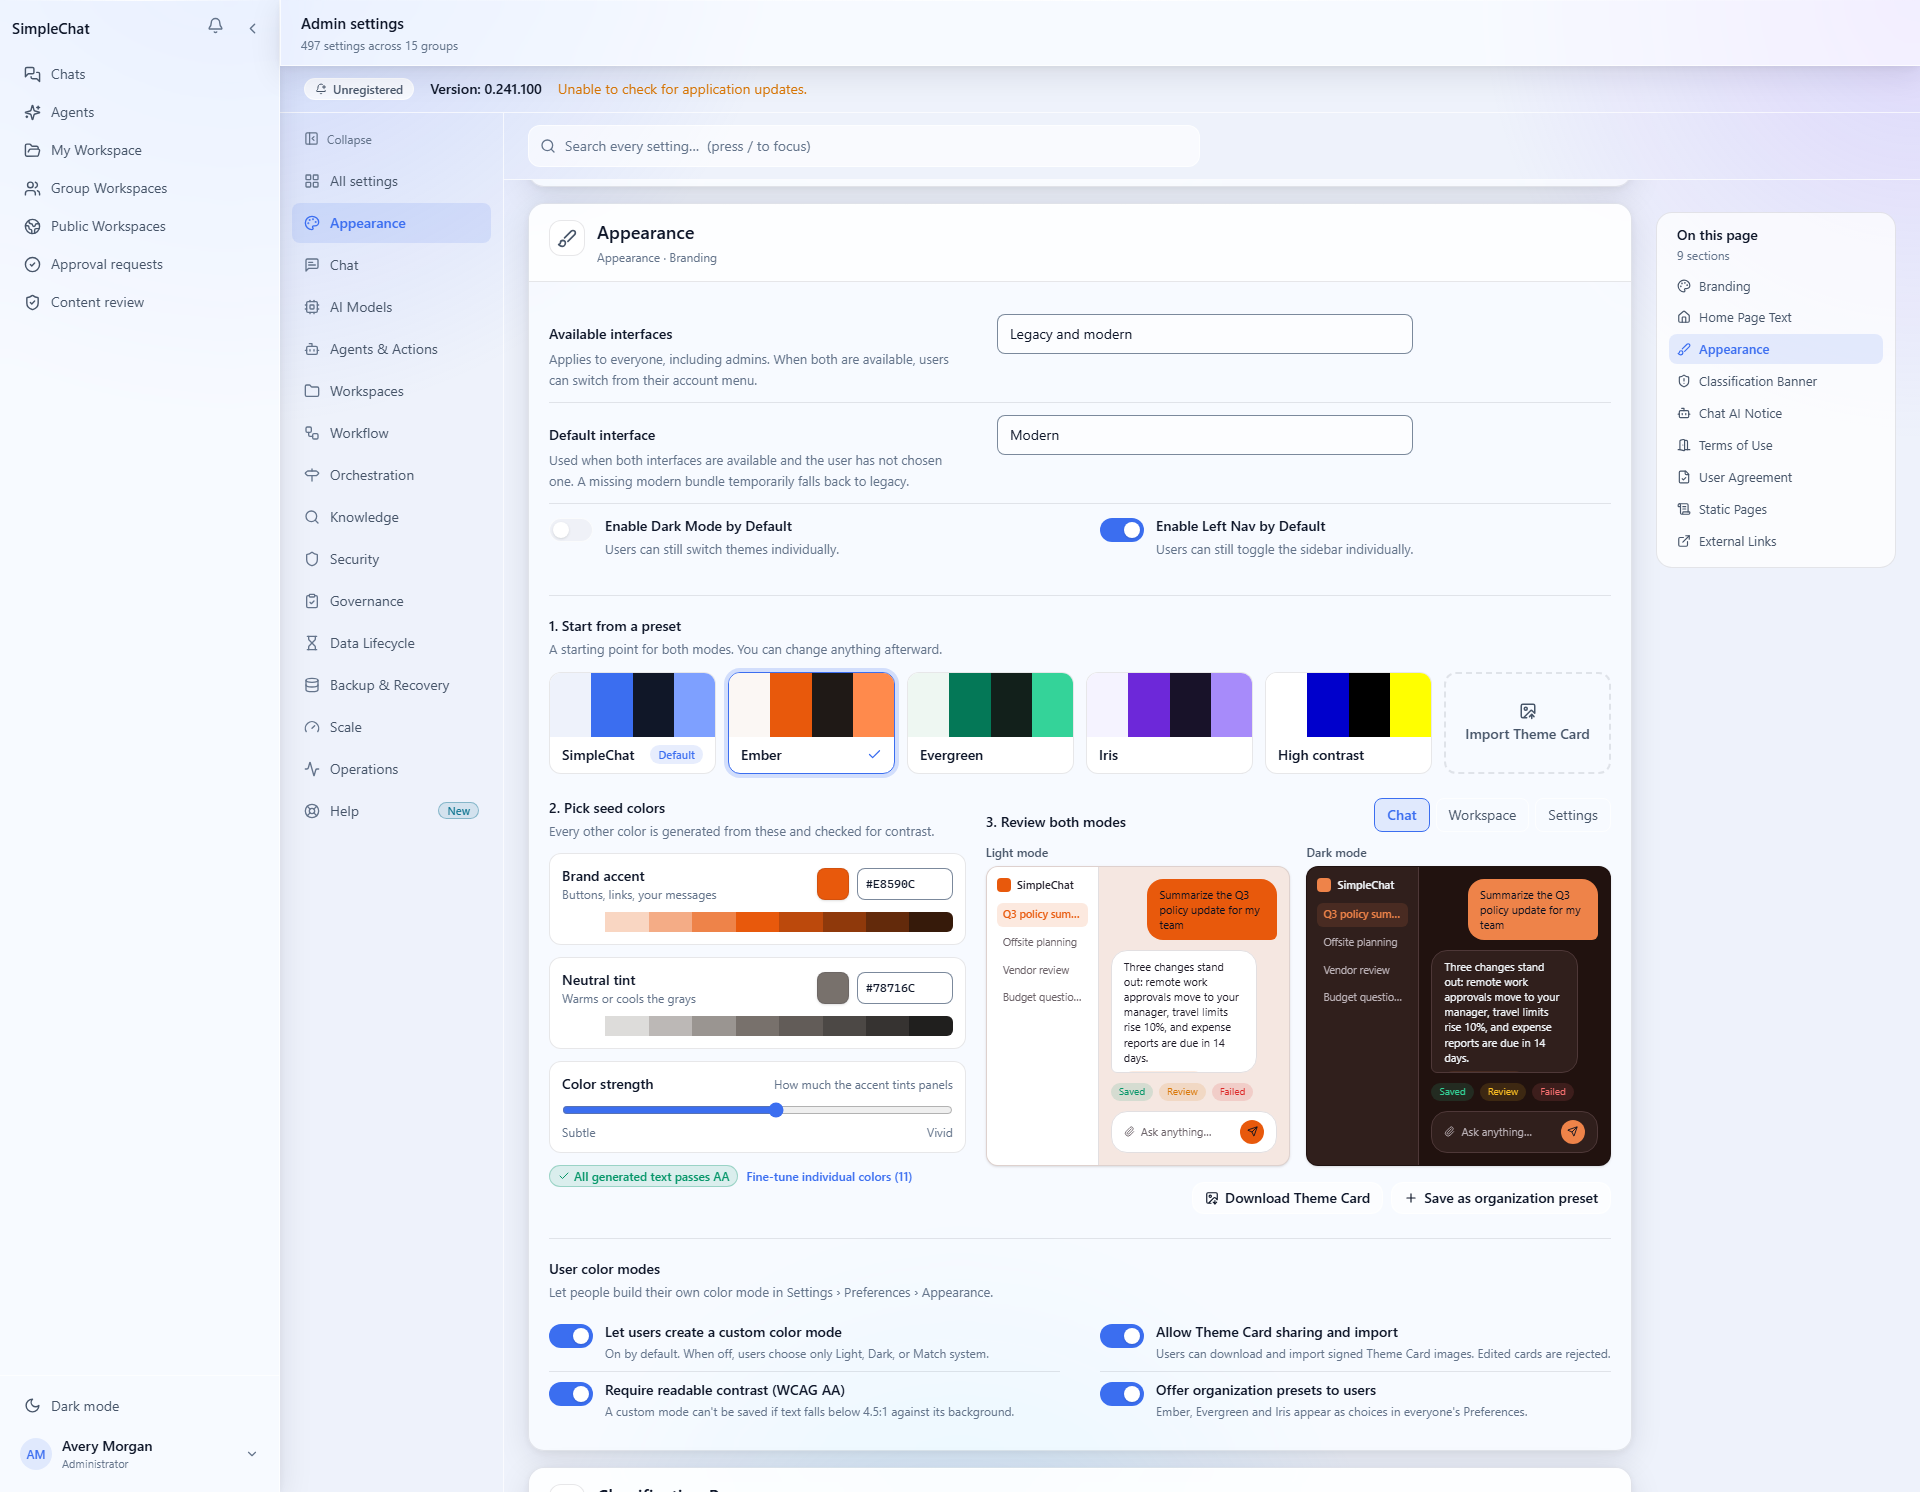 SimpleChat
Chats
Agents
My Workspace
Group Workspaces
Public Workspaces
Approval requests
Content review
Dark mode
AM
Avery Morgan
Administrator
Admin settings
497 settings across 15 groups
Unregistered
Version: 0.241.100
Unable to check for application updates.
Collapse
All settings
Appearance
Chat
AI Models
Agents & Actions
Workspaces
Workflow
Orchestration
Knowledge
Security
Governance
Data Lifecycle
Backup & Recovery
Scale
Operations
Help
New
Search every setting... (press / to focus)
Appearance
Appearance · Branding
Available interfaces
Applies to everyone, including admins. When both are available, users
can switch from their account menu.
Legacy and modern
Default interface
Used when both interfaces are available and the user has not chosen
one. A missing modern bundle temporarily falls back to legacy.
Modern
Enable Dark Mode by Default
Users can still switch themes individually.
Enable Left Nav by Default
Users can still toggle the sidebar individually.
1. Start from a preset
A starting point for both modes. You can change anything afterward.
SimpleChat
Default
Ember
Evergreen
Iris
High contrast
Import Theme Card
2. Pick seed colors
Every other color is generated from these and checked for contrast.
Brand accent
Buttons, links, your messages
#E8590C
Neutral tint
Warms or cools the grays
#78716C
Color strength
How much the accent tints panels
Subtle
Vivid
All generated text passes AA
Fine-tune individual colors (11)
3. Review both modes
Chat
Workspace
Settings
Light mode
SimpleChat
Q3 policy sum...
Offsite planning
Vendor review
Budget questio...
Summarize the Q3
policy update for my
team
Three changes stand
out: remote work
approvals move to your
manager, travel limits
rise 10%, and expense
reports are due in 14
days.
Saved
Review
Failed
Ask anything...
Dark mode
SimpleChat
Q3 policy sum...
Offsite planning
Vendor review
Budget questio...
Summarize the Q3
policy update for my
team
Three changes stand
out: remote work
approvals move to your
manager, travel limits
rise 10%, and expense
reports are due in 14
days.
Saved
Review
Failed
Ask anything...
Download Theme Card
Save as organization preset
User color modes
Let people build their own color mode in Settings › Preferences › Appearance.
Let users create a custom color mode
On by default. When off, users choose only Light, Dark, or Match system.
Allow Theme Card sharing and import
Users can download and import signed Theme Card images. Edited cards are rejected.
Require readable contrast (WCAG AA)
A custom mode can't be saved if text falls below 4.5:1 against its background.
Offer organization presets to users
Ember, Evergreen and Iris appear as choices in everyone's Preferences.
On this page
9 sections
Branding
Home Page Text
Appearance
Classification Banner
Chat AI Notice
Terms of Use
User Agreement
Static Pages
External Links